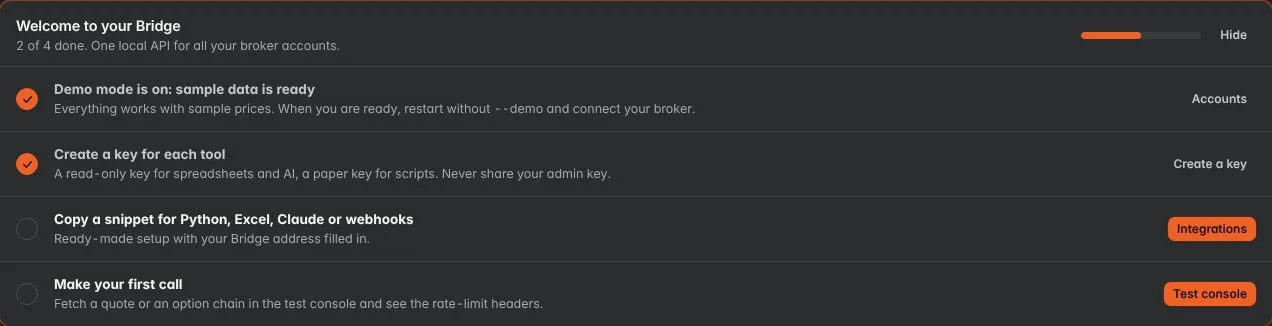 Welcome to your Bridge
2 of 4 done. One local API for all your broker accounts.
Hide
Demo mode is on: sample data is ready
Everything works with sample prices. When you are ready, restart without --demo and connect your broker.
Accounts
Create a key for each tool
A read-only key for spreadsheets and AI, a paper key for scripts. Never share your admin key.
Create a key
Copy a snippet for Python, Excel, Claude or webhooks
Ready-made setup with your Bridge address filled in.
Integrations
Make your first call
Fetch a quote or an option chain in the test console and see the rate-limit headers.
Test console